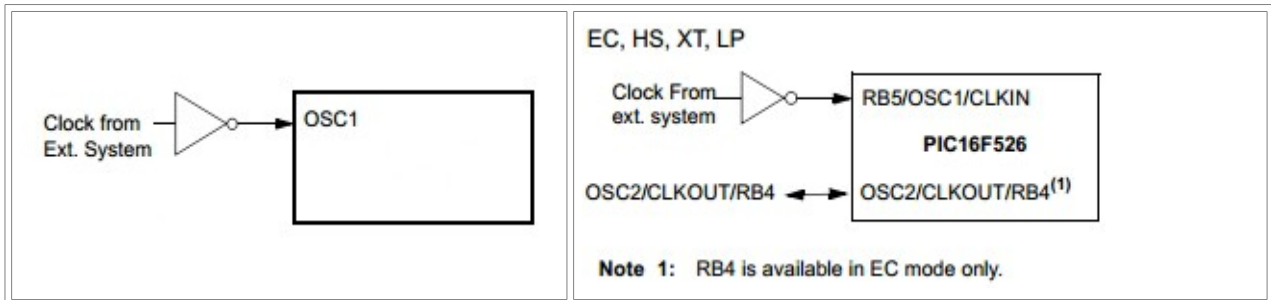 Clock from
Ext. System
OSC1
EC, HS, XT, LP
Clock From
ext. system
RB5/OSC1/CLKIN
PIC16F526
OSC2/CLKOUT/RB4
OSC2/CLKOUT/RB4(1)
Note 1: RB4 is available in EC mode only.